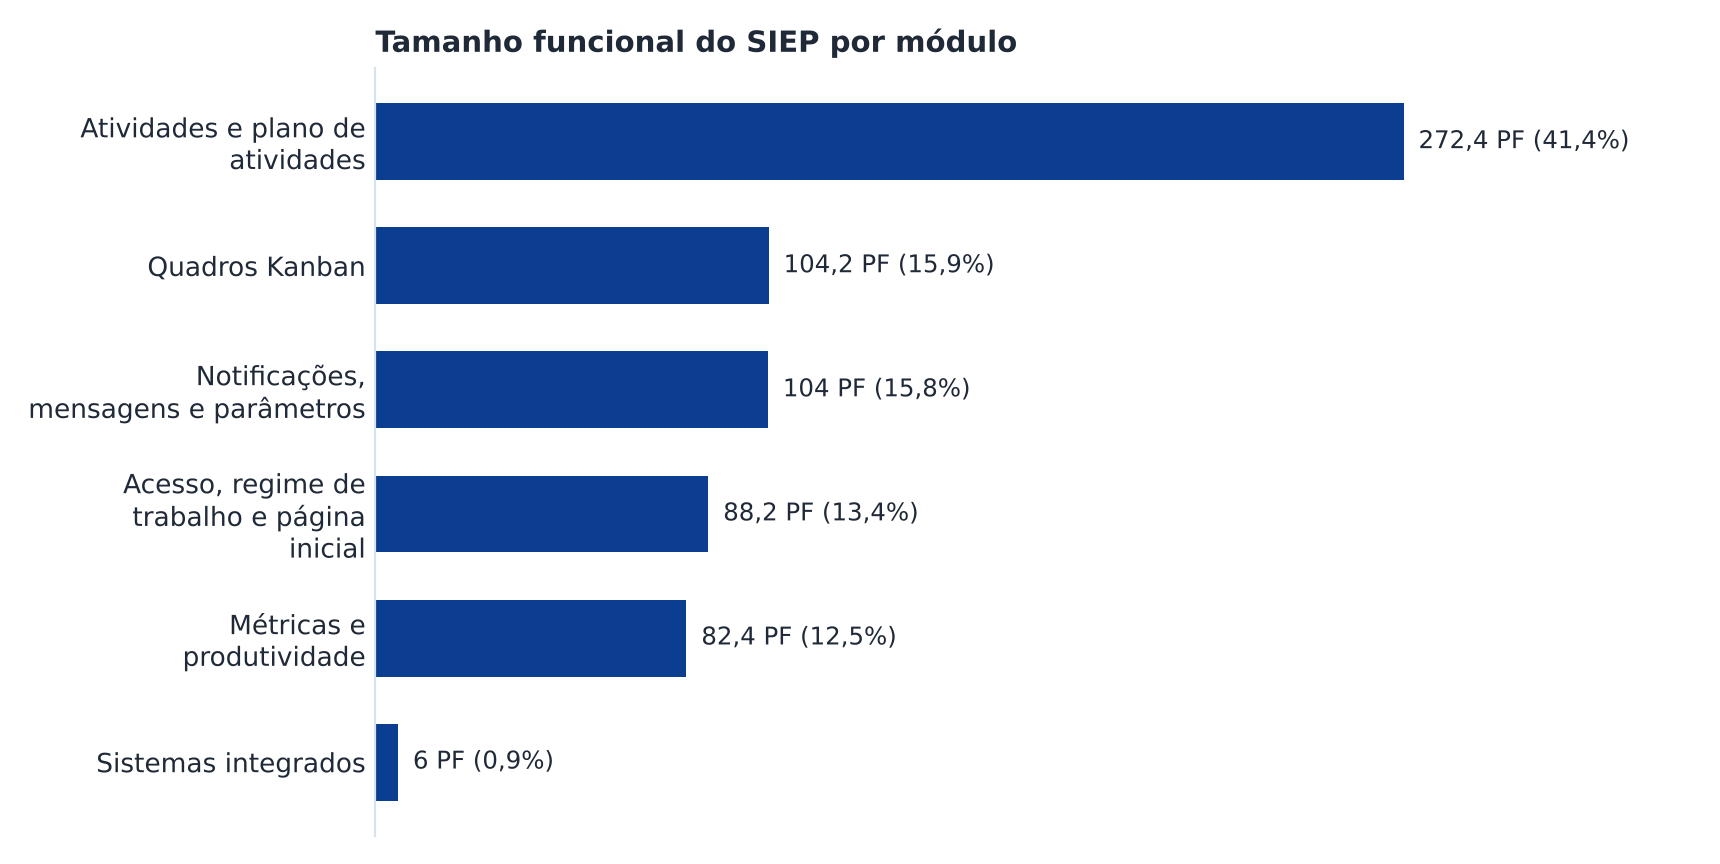 Tamanho funcional do SIEP por módulo
Atividades e plano de
atividades
272,4 PF (41,4%)
Quadros Kanban
104,2 PF (15,9%)
Notificações,
mensagens e parâmetros
104 PF (15,8%)
Acesso, regime de
trabalho e página
inicial
88,2 PF (13,4%)
Métricas e
produtividade
82,4 PF (12,5%)
Sistemas integrados
6 PF (0,9%)